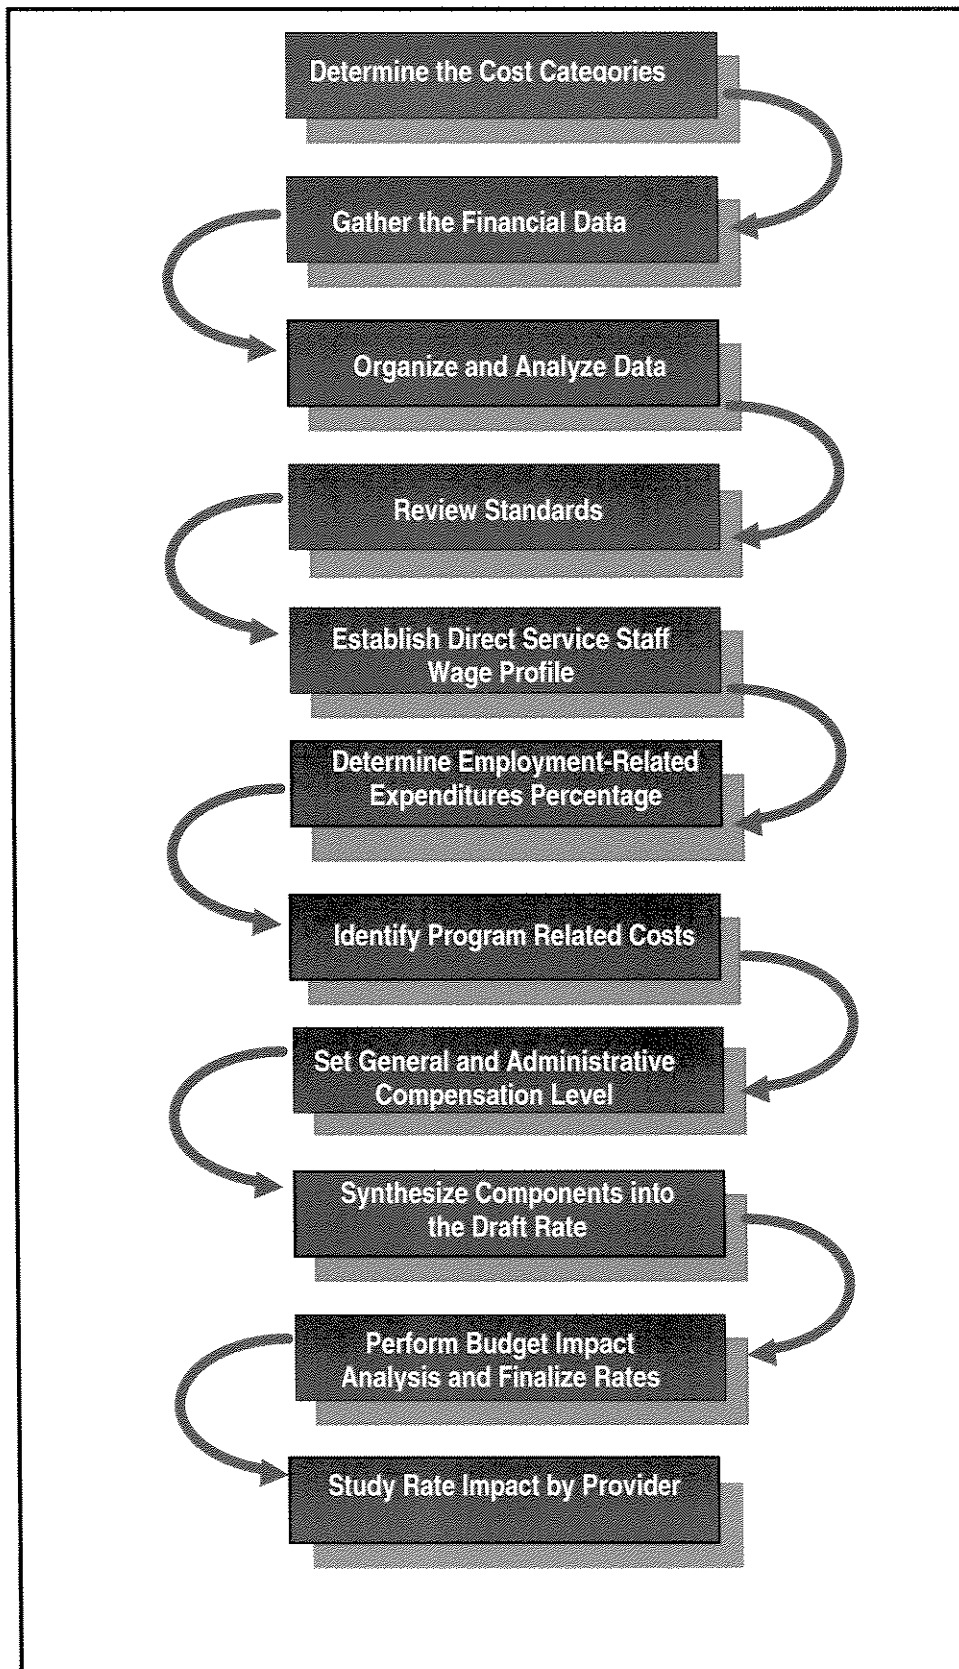 Determine the Cost Categories
Gather the Financial Data
Organize and Analyze Data
Review Standards
Establish Direct Service Staff
Wage Profile
Determine Employment-Related
Expenditures Percentage
Identify Program Related Costs
Set General and Administrative
Compensation Level
Synthesize Components into
the Draft Rate
Perform Budget Impact
Analysis and Finalize Rates
Study Rate Impact by Provider